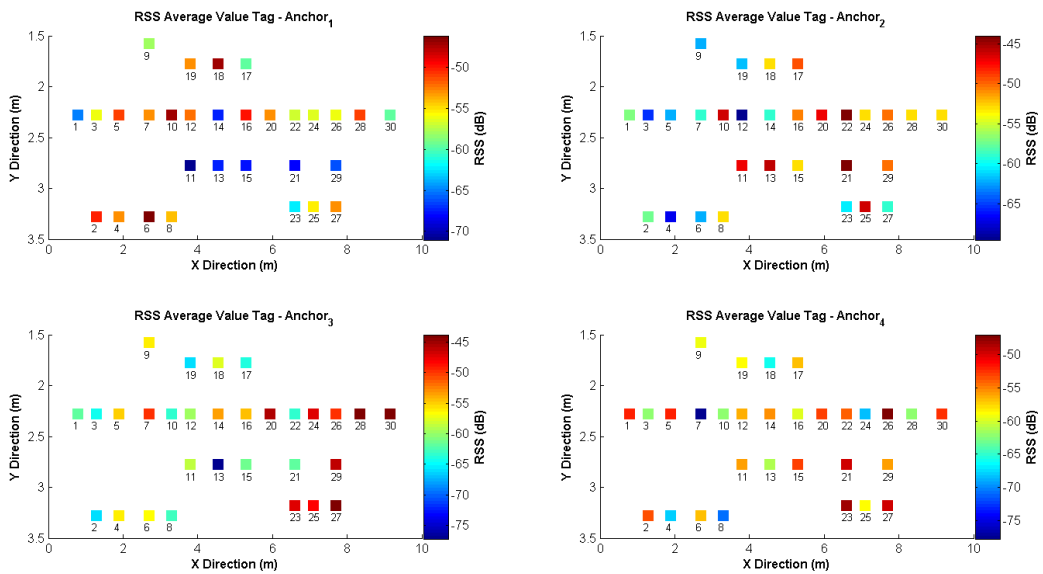 RSS Average Value Tag - Anchor1
1.5
2
2.5
3
3.5
Y Direction (m)
9
19 18 17
1 3 5 7 10 12 14 16 20 22 24 26 28 30
11 13 15 21 29
23 25 27
2 4 6 8
0 2 4 6 8 10
X Direction (m)
-50
-55
-60
-65
-70
RSS (dB)
RSS Average Value Tag - Anchor2
1.5
2
2.5
3
3.5
Y Direction (m)
9
19 18 17
1 3 5 7 10 12 14 16 20 22 24 26 28 30
11 13 15 21 29
23 25 27
2 4 6 8
0 2 4 6 8 10
X Direction (m)
-45
-50
-55
-60
-65
RSS (dB)
RSS Average Value Tag - Anchor3
1.5
2
2.5
3
3.5
Y Direction (m)
9
19 18 17
1 3 5 7 10 12 14 16 20 22 24 26 28 30
11 13 15 21 29
23 25 27
2 4 6 8
0 2 4 6 8 10
X Direction (m)
-45
-50
-55
-60
-65
-70
-75
RSS (dB)
RSS Average Value Tag - Anchor4
1.5
2
2.5
3
3.5
Y Direction (m)
9
19 18 17
1 3 5 7 10 12 14 16 20 22 24 26 28 30
11 13 15 21 29
23 25 27
2 4 6 8
0 2 4 6 8 10
X Direction (m)
-50
-55
-60
-65
-70
-75
RSS (dB)